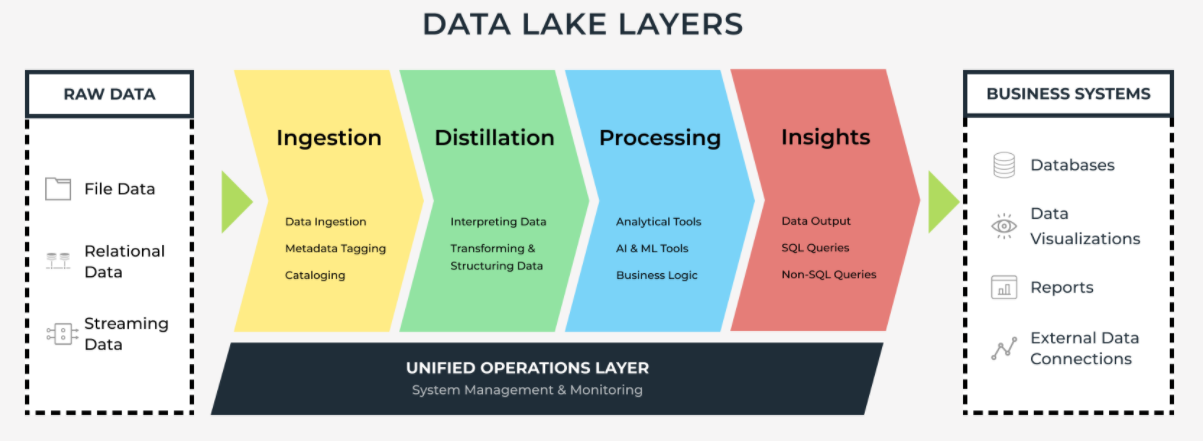 DATA LAKE LAYERS
RAW DATA
File Data
Relational
Data
Streaming
Data
Ingestion
Data Ingestion
Metadata Tagging
Cataloging
Distillation
Interpreting Data
Transforming &
Structuring Data
Processing
Analytical Tools
AI & ML Tools
Business Logic
Insights
Data Output
SQL Queries
Non-SQL Queries
UNIFIED OPERATIONS LAYER
System Management & Monitoring
BUSINESS SYSTEMS
Databases
Data
Visualizations
Reports
External Data
Connections